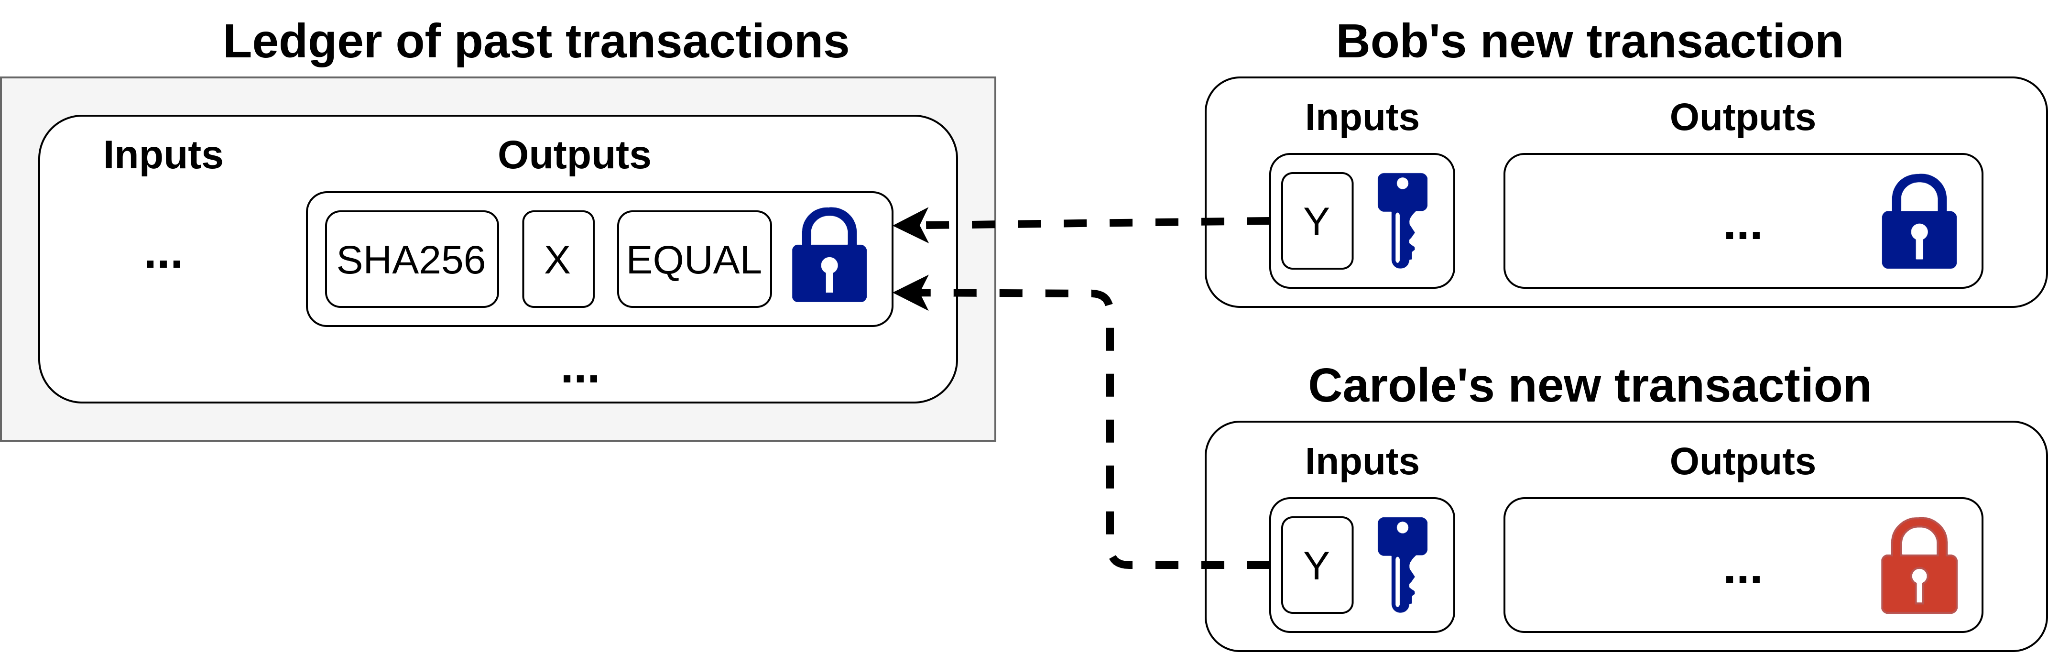 Ledger of past transactions
Inputs
Outputs
...
SHA256
X
EQUAL
...
Bob's new transaction
Inputs
Outputs
Y
...
Carole's new transaction
Inputs
Outputs
Y
...